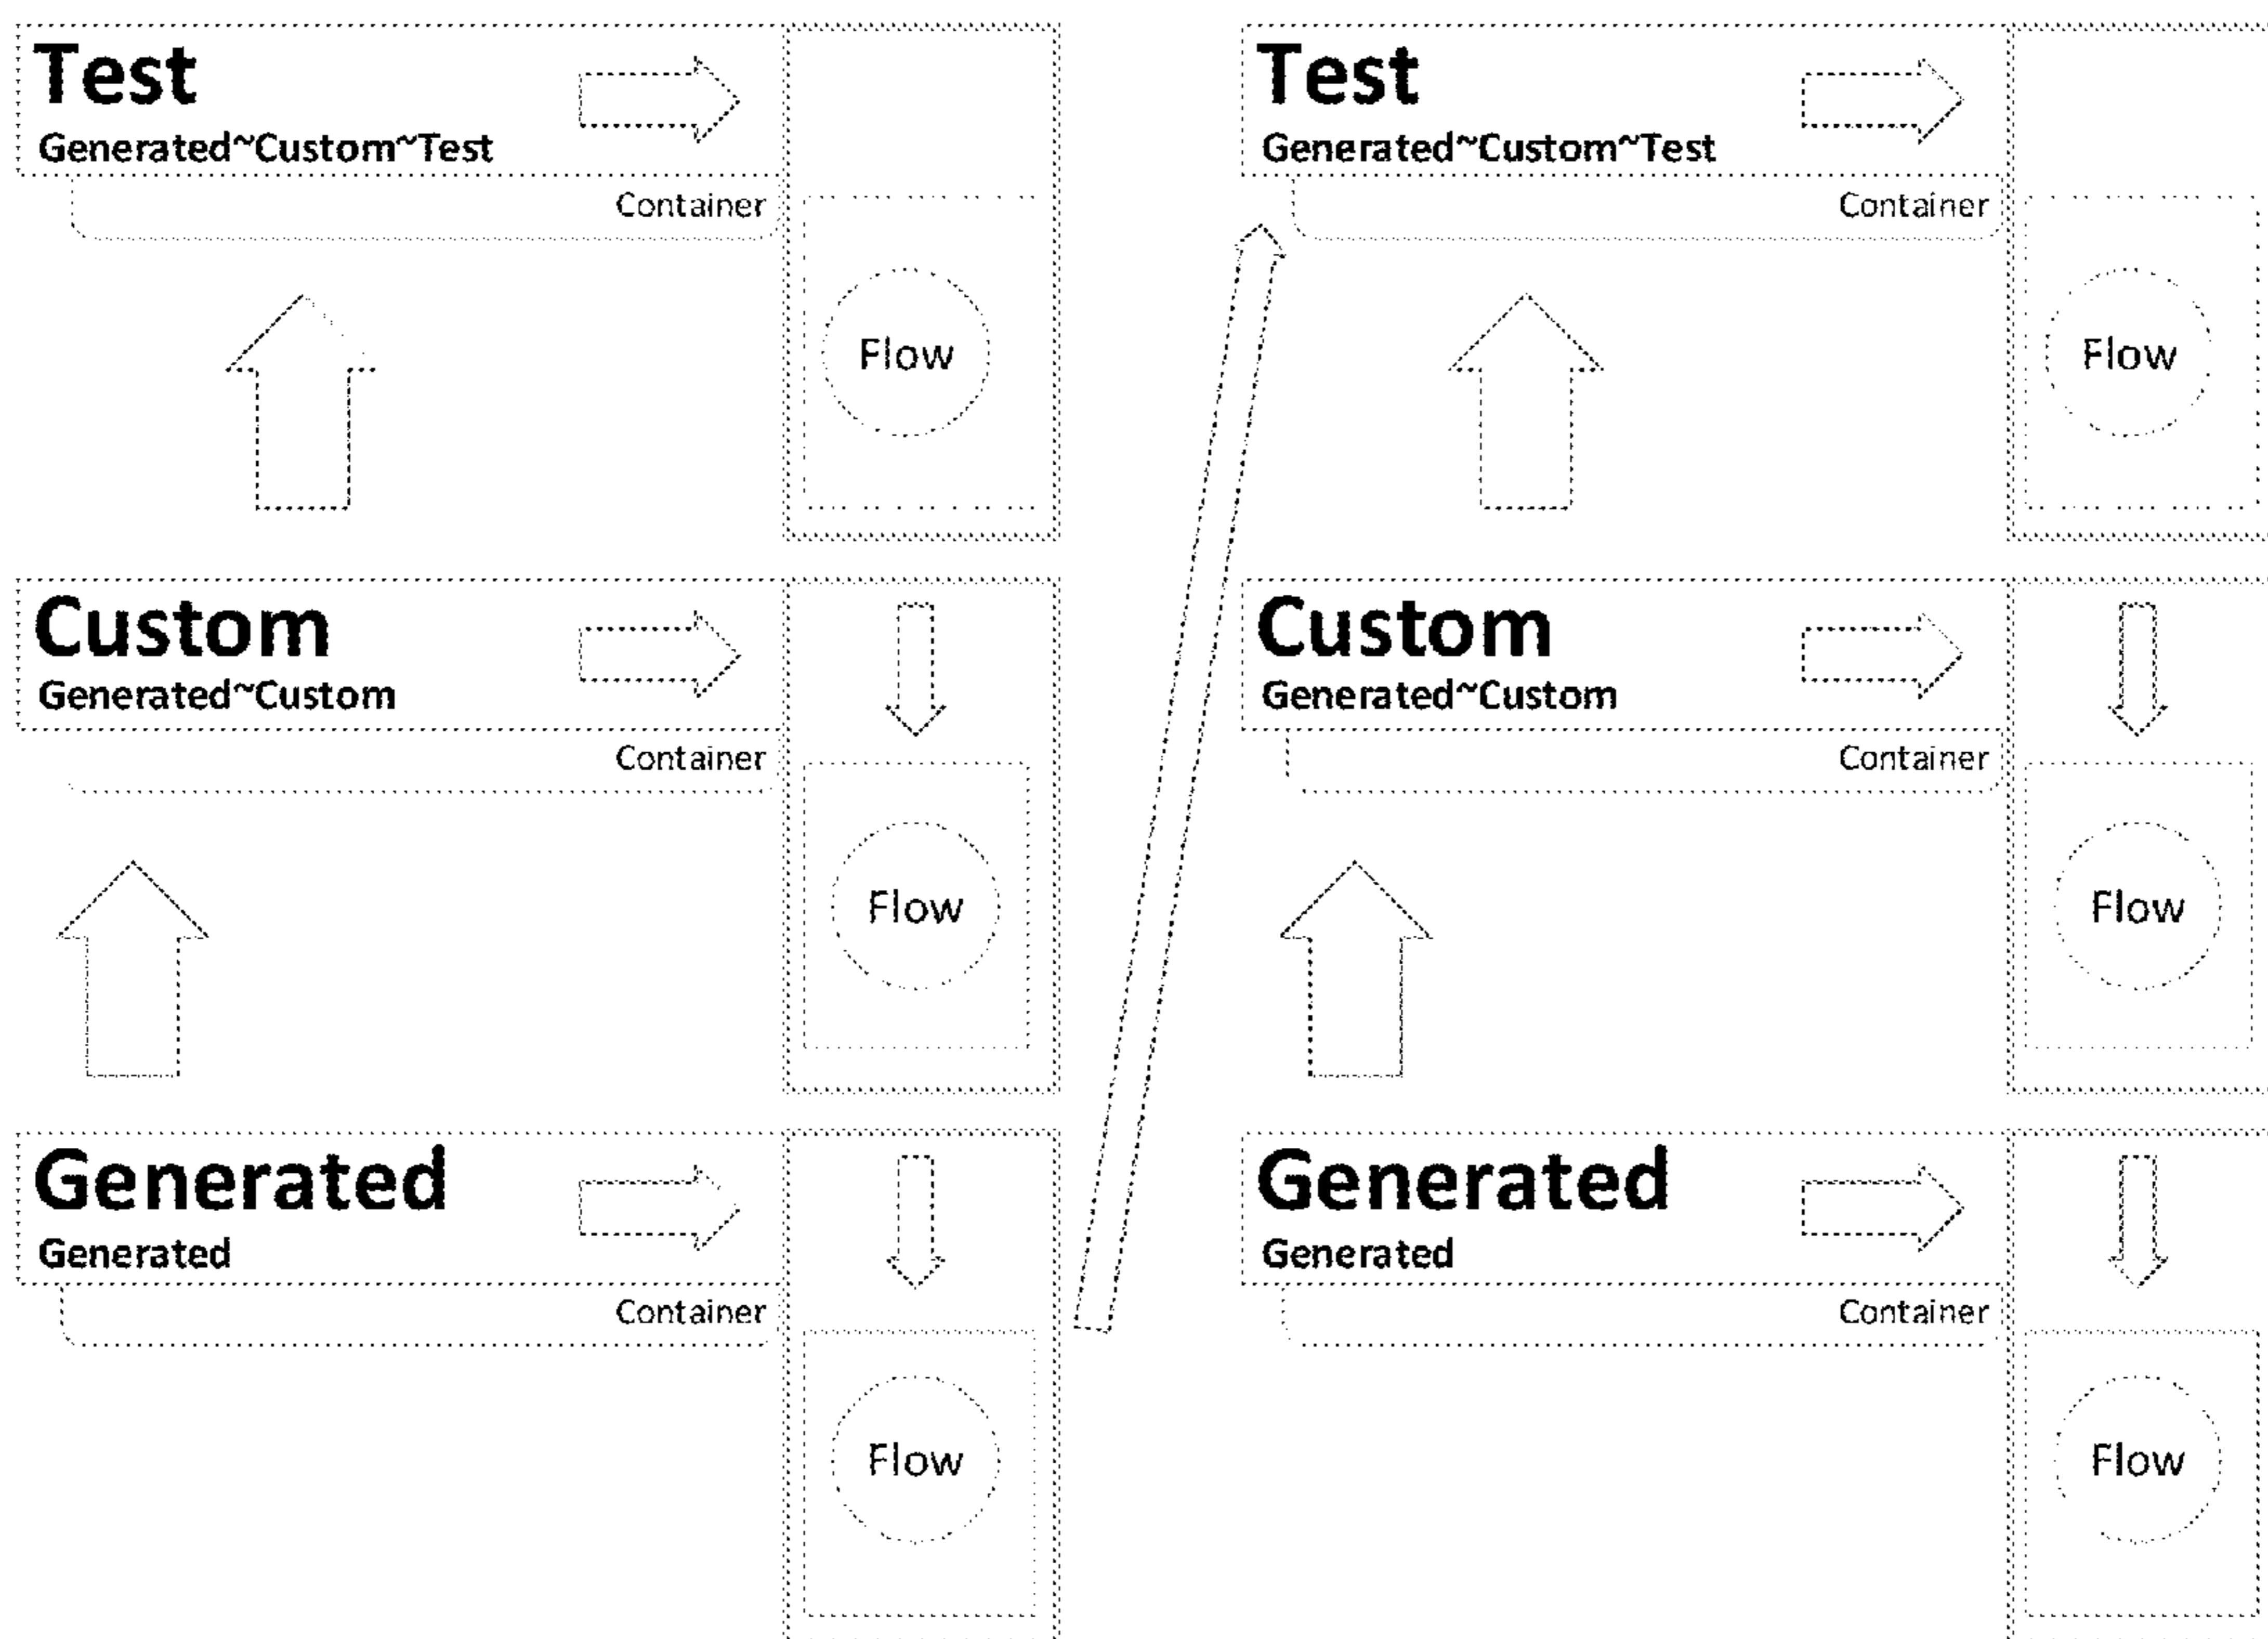 Test
Generated~Custom~Test
Container
Flow
Custom
Generated~Custom
Container
Flow
Generated
Generated
Container
Flow
Test
Generated~Custom~Test
Container
Flow
Custom
Generated~Custom
Container
Flow
Generated
Generated
Container
Flow